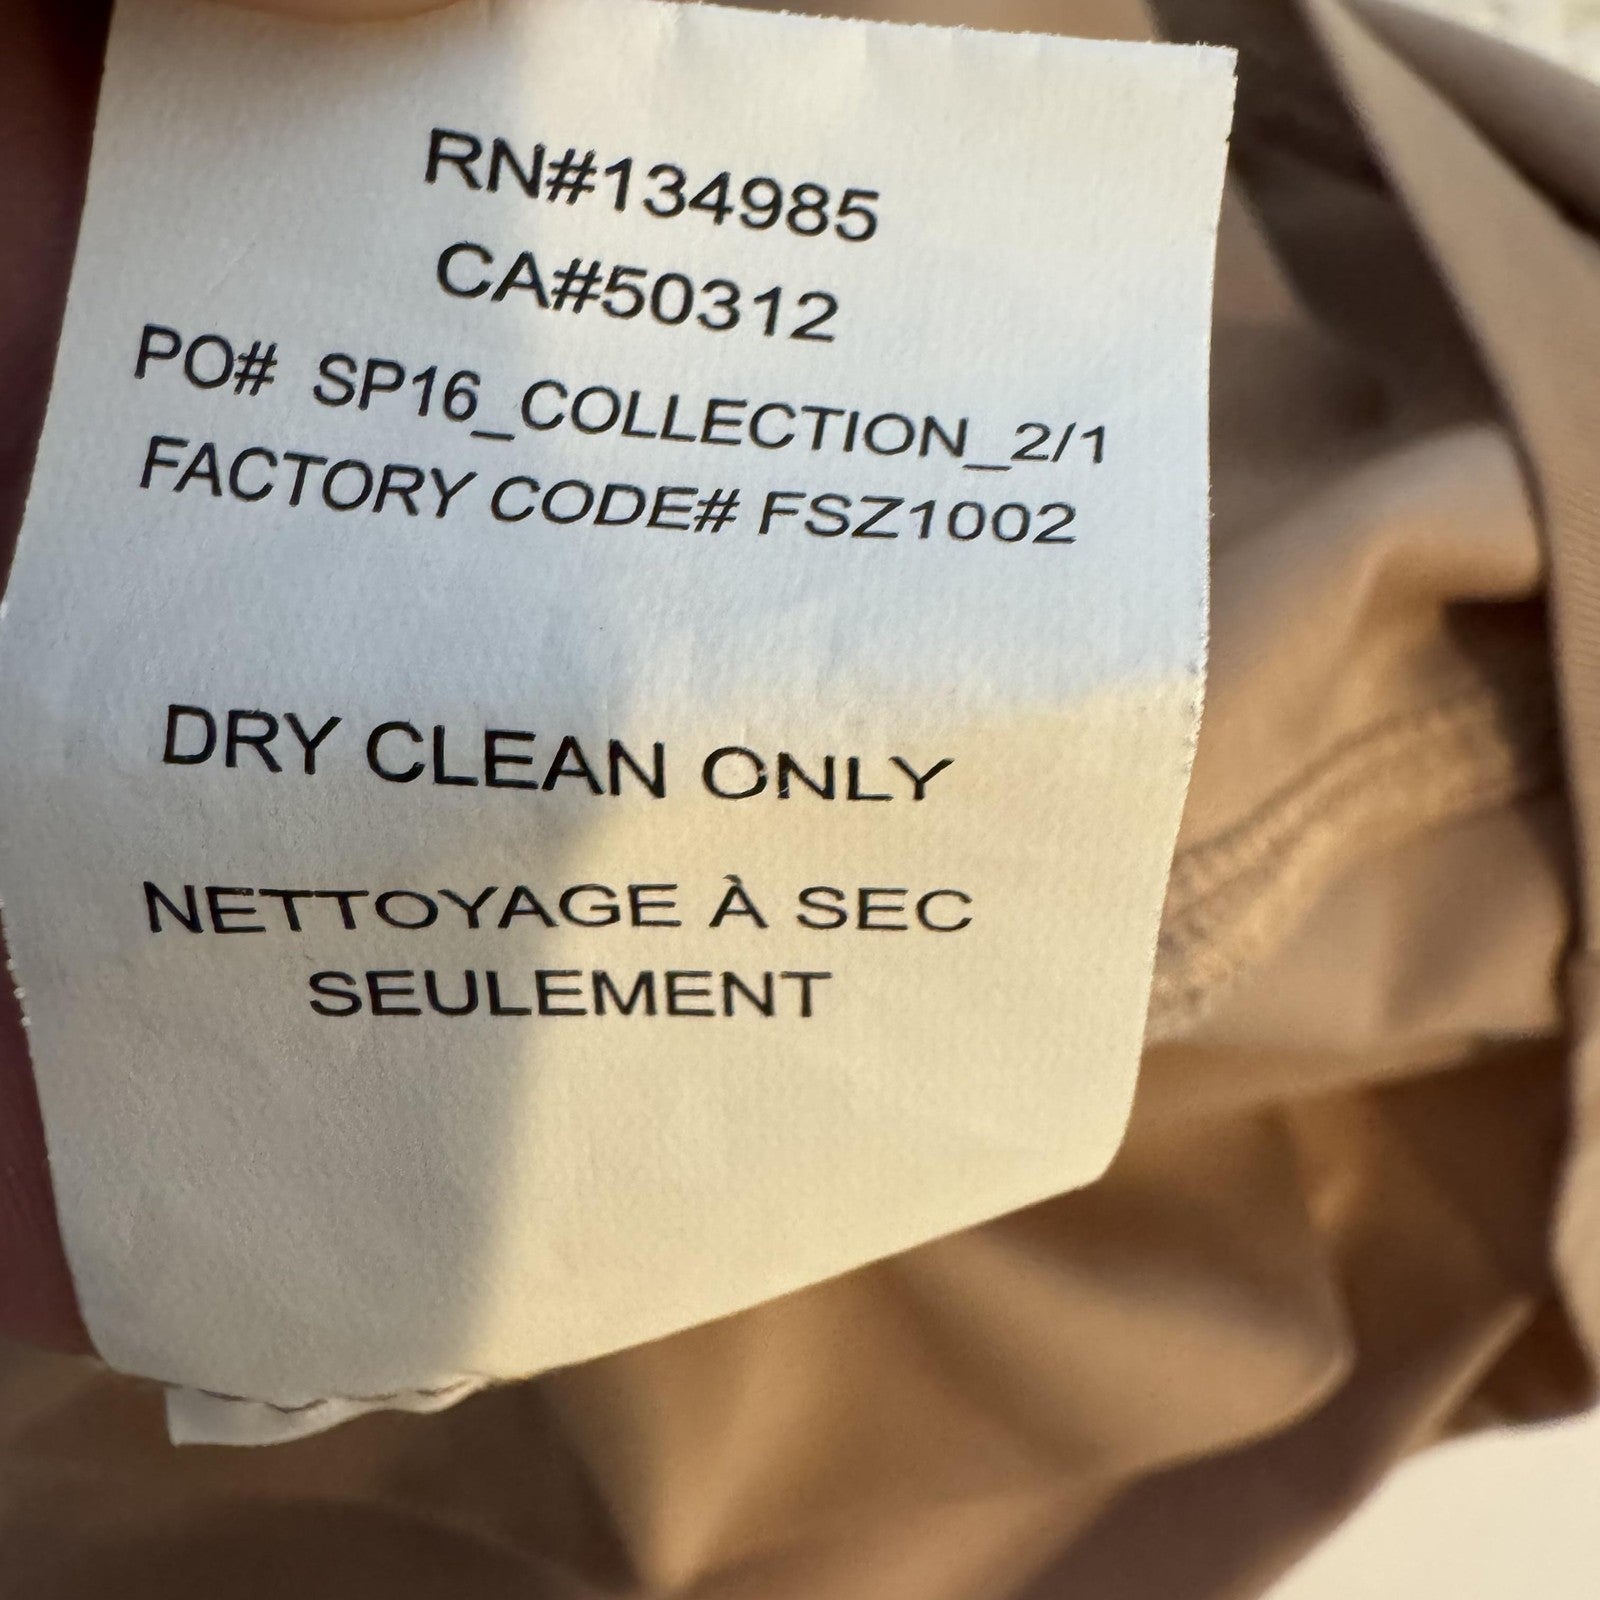 RN#134985
CA#50312
PO# SP16_COLLECTION_2/1
FACTORY CODE# FSZ1002
DRY CLEAN ONLY
NETTOYAGE À SEC
SEULEMENT